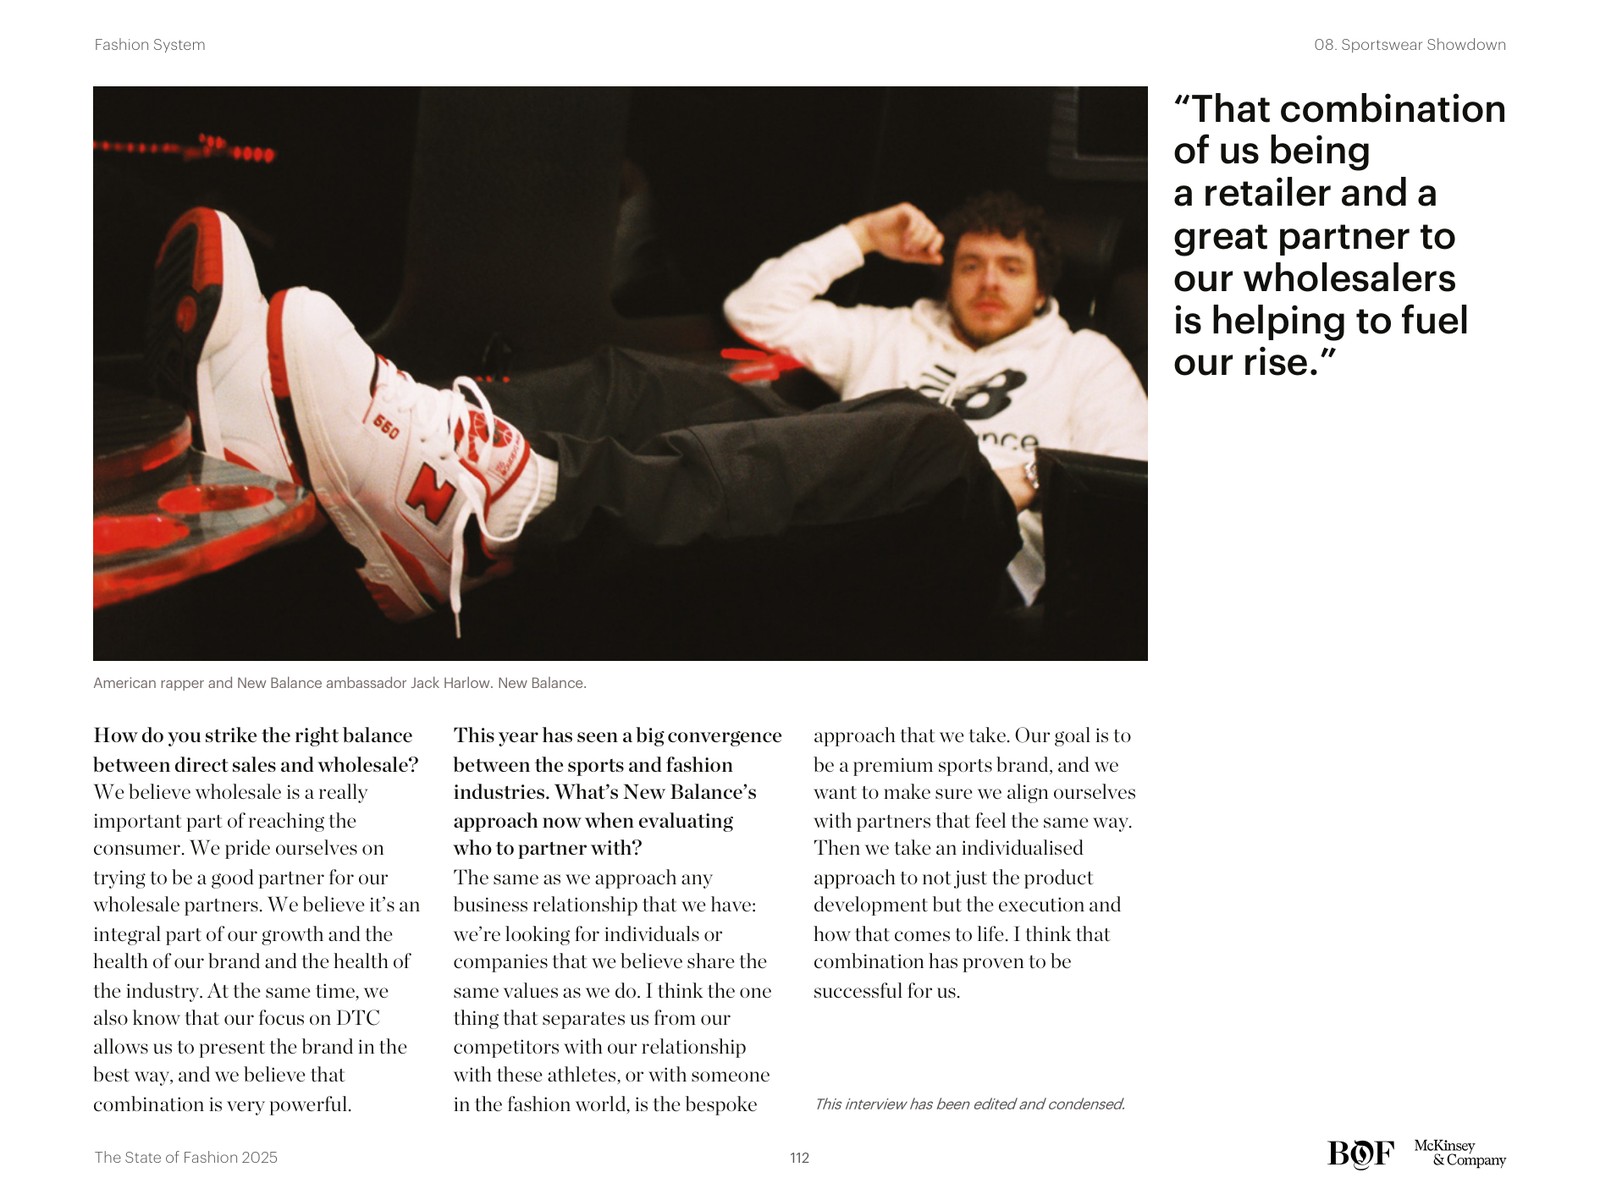 Fashion System
08. Sportswear Showdown
“That combination
of us being
a retailer and a
great partner to
our wholesalers
is helping to fuel
our rise.”
550
N
nce
American rapper and New Balance ambassador Jack Harlow. New Balance.
How do you strike the right balance
between direct sales and wholesale?
We believe wholesale is a really
important part of reaching the
consumer. We pride ourselves on
trying to be a good partner for our
wholesale partners. We believe it’s an
integral part of our growth and the
health of our brand and the health of
the industry. At the same time, we
also know that our focus on DTC
allows us to present the brand in the
best way, and we believe that
combination is very powerful.
This year has seen a big convergence
between the sports and fashion
industries. What’s New Balance’s
approach now when evaluating
who to partner with?
The same as we approach any
business relationship that we have:
we’re looking for individuals or
companies that we believe share the
same values as we do. I think the one
thing that separates us from our
competitors with our relationship
with these athletes, or with someone
in the fashion world, is the bespoke
approach that we take. Our goal is to
be a premium sports brand, and we
want to make sure we align ourselves
with partners that feel the same way.
Then we take an individualised
approach to not just the product
development but the execution and
how that comes to life. I think that
combination has proven to be
successful for us.
This interview has been edited and condensed.
The State of Fashion 2025
112
BOF
McKinsey
& Company